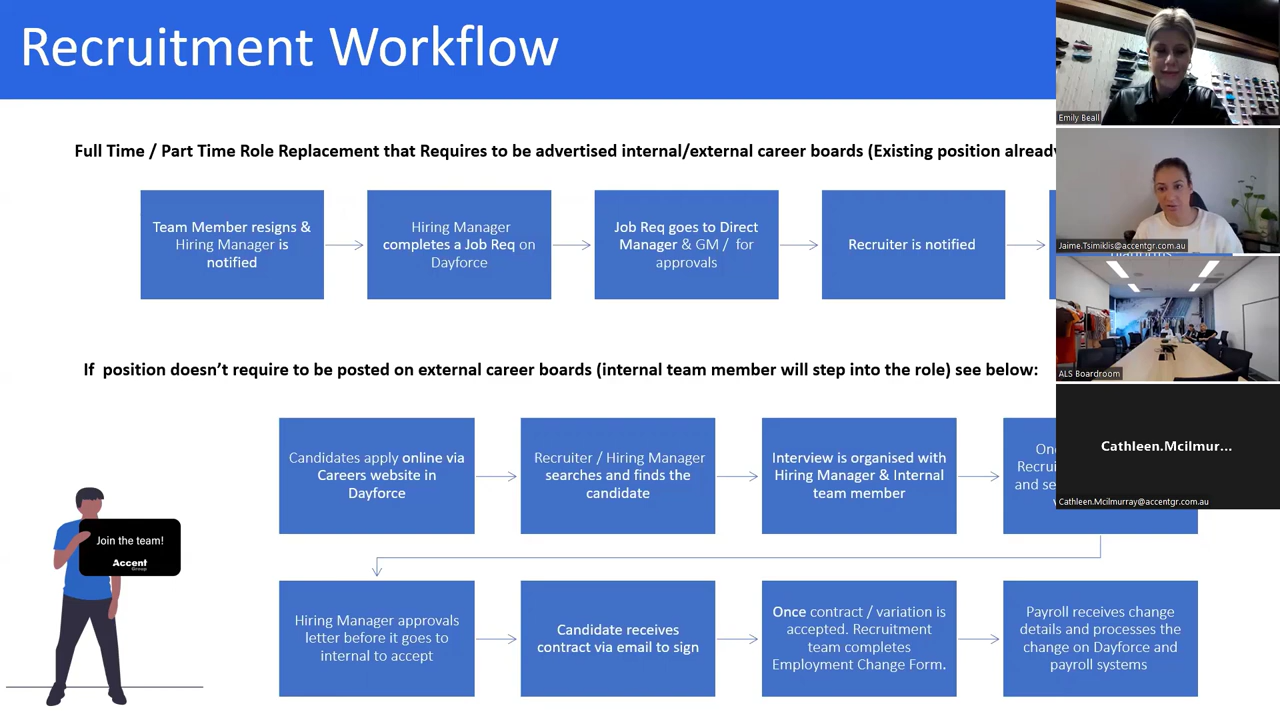 Recruitment Workflow
Full Time / Part Time Role Replacement that Requires to be advertised internal/external career boards (Existing position
Team Member resigns &
Hiring Manager is
notified
Hiring Manager
completes a Job Req on
Dayforce
Job Req goes to Direct
Manager & GM / for
approvals
Recruiter is notified
If position doesn't require to be posted on external career boards (internal team member will step into the role) see below:
Candidates apply online via
Careers website in
Dayforce
Recruiter / Hiring Manager
searches and finds the
candidate
Interview is organised with
Hiring Manager & Internal
team member
and
Hiring Manager approvals
letter before it goes to
internal to accept
Candidate receives
contract via email to sign
Once contract / variation is
accepted. Recruitment
team completes
Employment Change Form.
Payroll receives change
details and processes the
change on Dayforce and
payroll systems
Join the team!
Accent
Group
Emily Beall
Jaime.Tsimiklis@accentgr.com.au
ALS Boardroom
Cathleen.Mcilmur...
Cathleen.Mcilmurray@accentgr.com.au